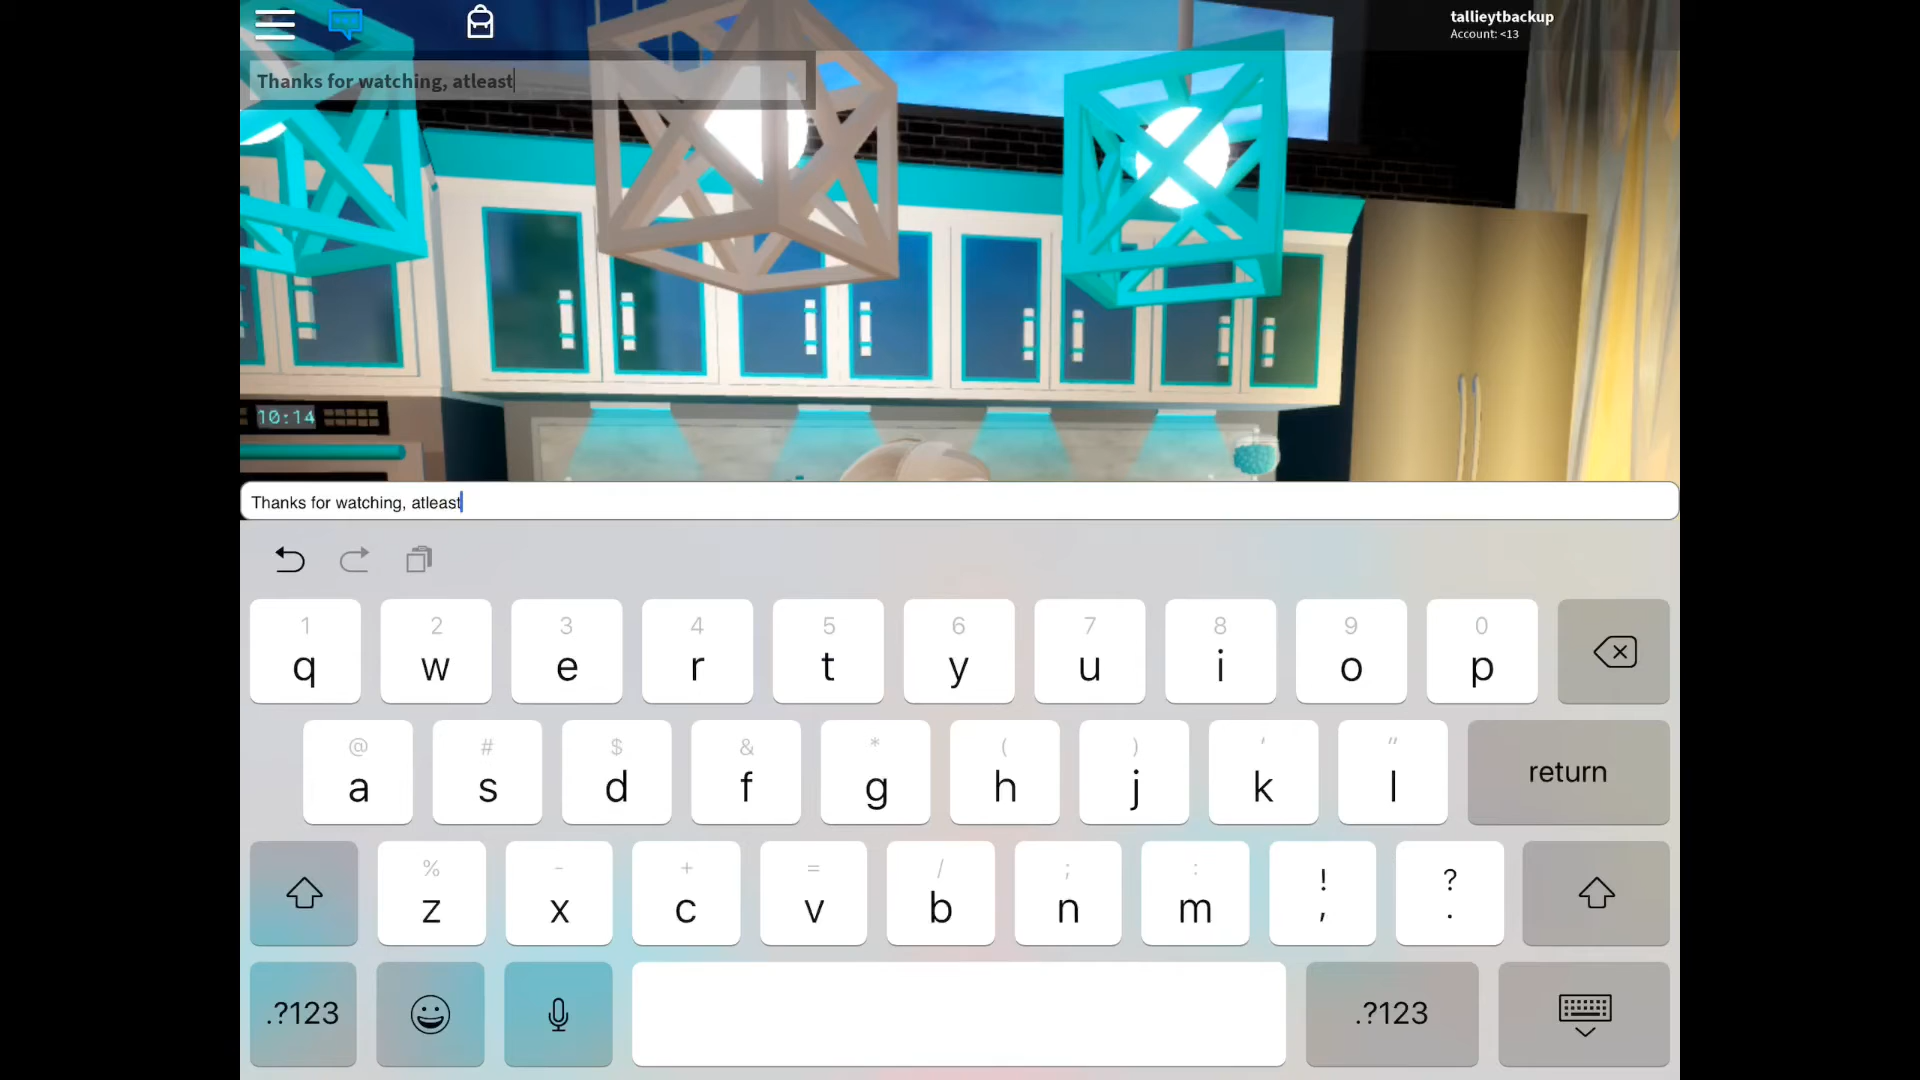 tallieytbackup
Account: <13
Thanks for watching, atleast
10:14
Thanks for watching, atleast
1 2 3 4 5 6 7 8 9 0
q w e r t y u i o p
@ # $ & * ( ) ' "
a s d f g h j k l return
% - + = / ; : ! ?
z x c v b n m , .
.?123 .?123